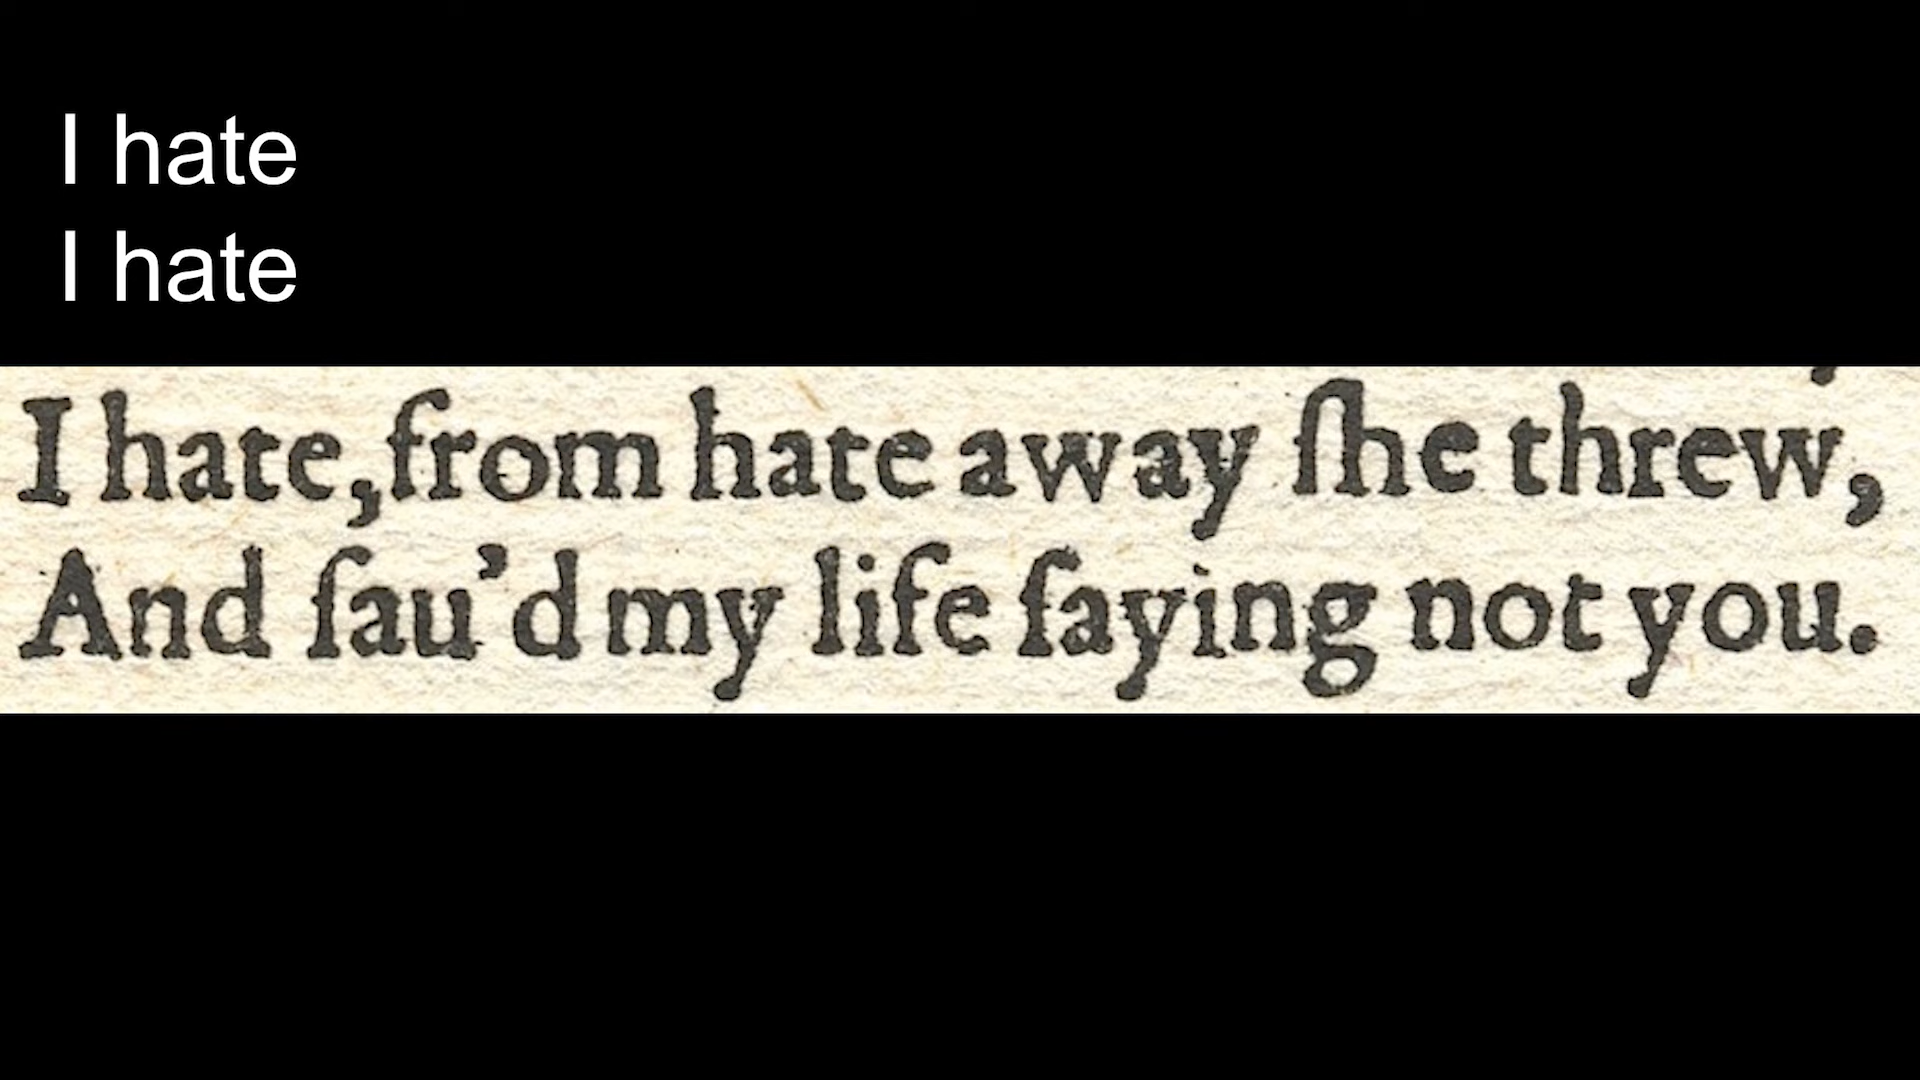 I hate
I hate
I hate, from hate away ſhe threw,
And ſau'd my life ſaying not you.